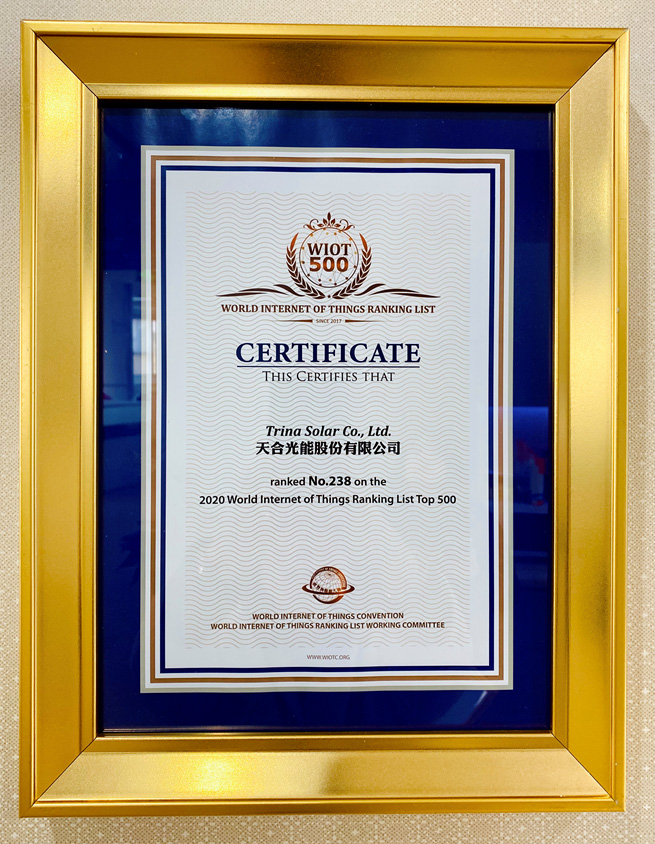 WIOT
500
WORLD INTERNET OF THINGS RANKING LIST
SINCE 2017
CERTIFICATE
THIS CERTIFIES THAT
Trina Solar Co., Ltd.
天合光能股份有限公司
ranked No.238 on the
2020 World Internet of Things Ranking List Top 500
WORLD INTERNET OF THINGS CONVENTION
WORLD INTERNET OF THINGS RANKING LIST WORKING COMMITTEE
WWW.WIOTC.ORG